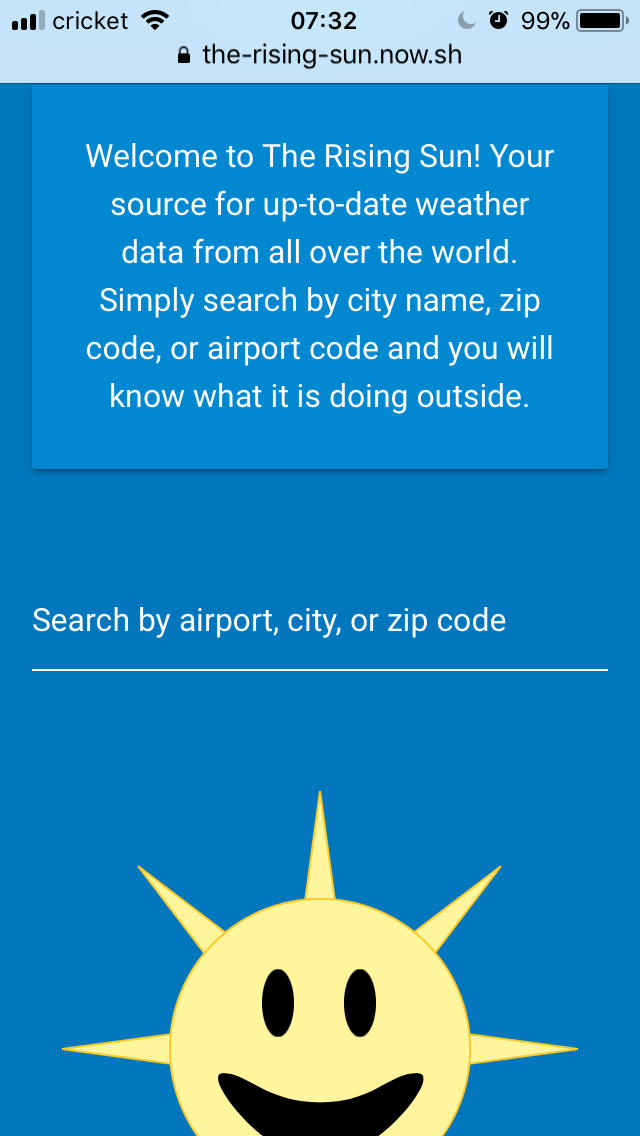 cricket 07:32 99%
the-rising-sun.now.sh
Welcome to The Rising Sun! Your
source for up-to-date weather
data from all over the world.
Simply search by city name, zip
code, or airport code and you will
know what it is doing outside.
Search by airport, city, or zip code